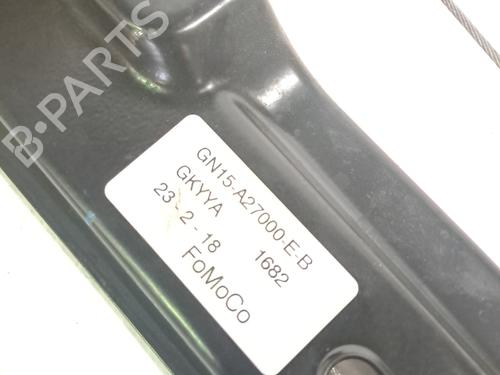 B-PARTS
GN15-A27000-E-B
GKYYA 1682
23 - 2 - 18
FoMoCo